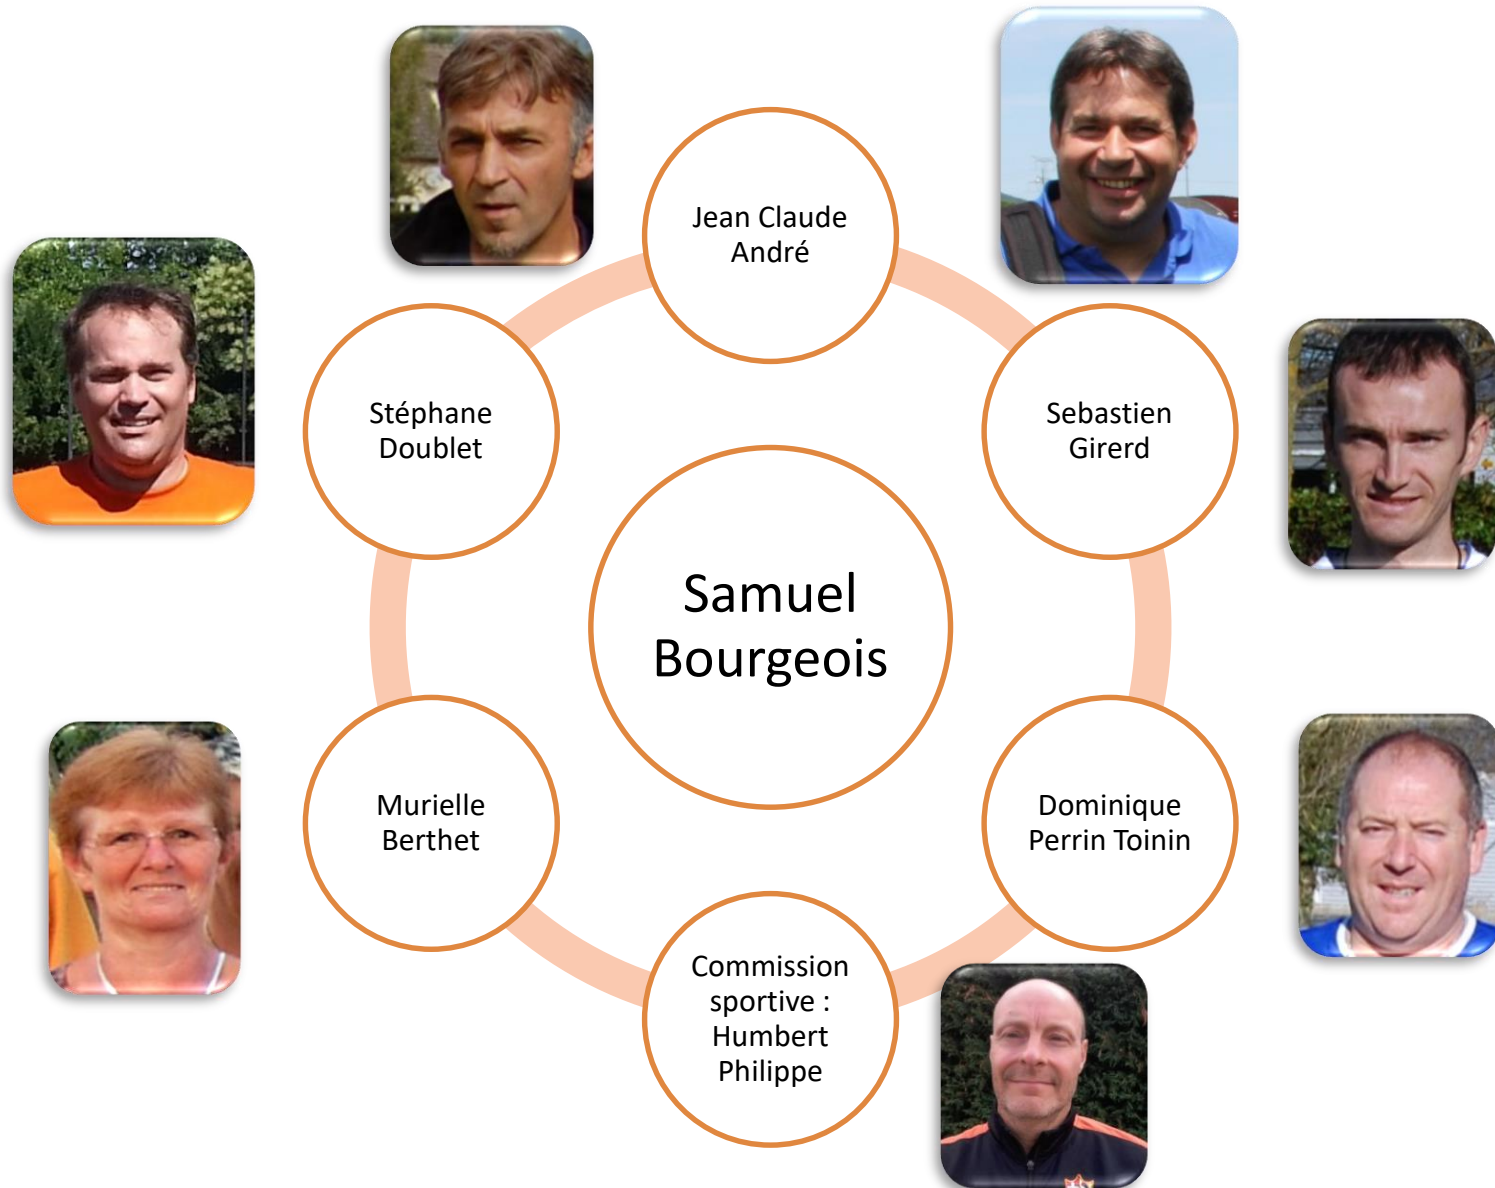 Jean Claude
André
Stéphane
Doublet
Sebastien
Girerd
Samuel
Bourgeois
Murielle
Berthet
Dominique
Perrin Toinin
Commission
sportive :
Humbert
Philippe